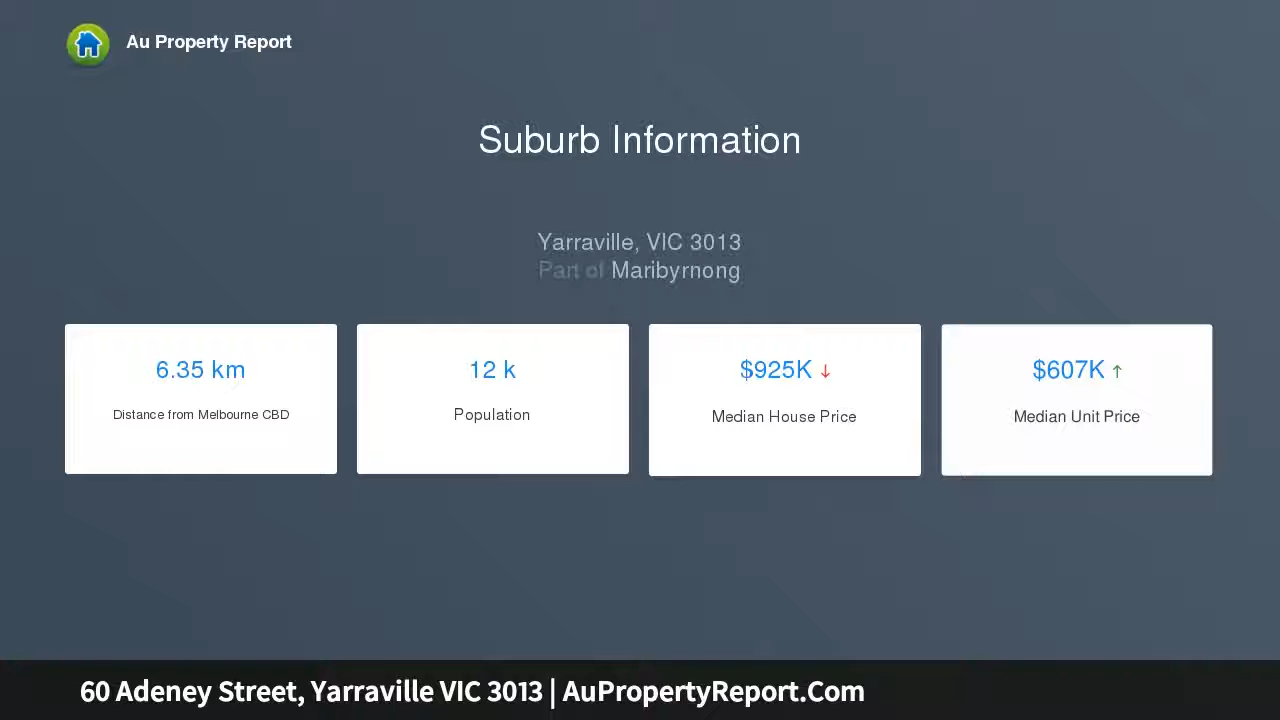 Au Property Report
Suburb Information
Yarraville, VIC 3013
Part of Maribyrnong
6.35 km
Distance from Melbourne CBD
12 k
Population
$925K ↓
Median House Price
$607K ↑
Median Unit Price
60 Adeney Street, Yarraville VIC 3013 | AuPropertyReport.Com